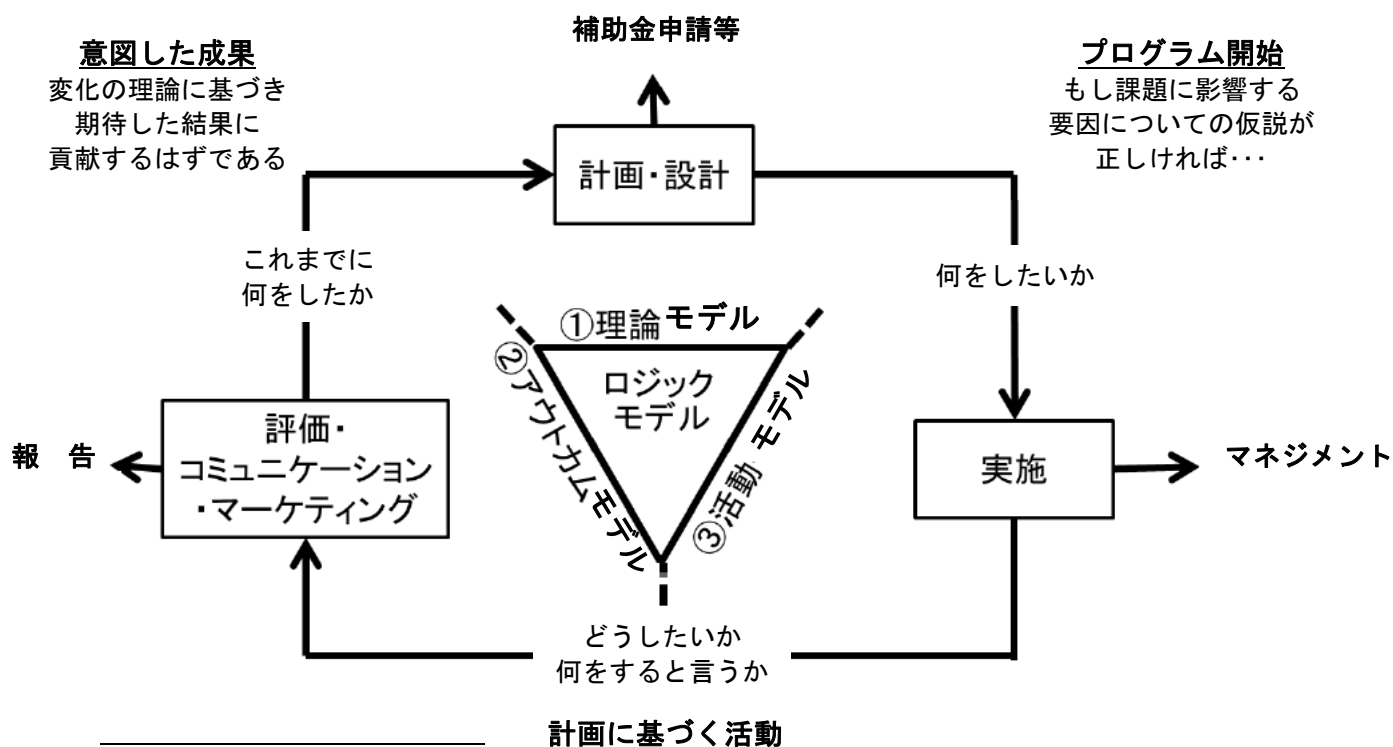 補助金申請等
意図した成果
変化の理論に基づき
期待した結果に
貢献するはずである
プログラム開始
もし課題に影響する
要因についての仮説が
正しければ・・・
計画・設計
これまでに
何をしたか
何をしたいか
①理論モデル
ロジック
モデル
②アウトカムモデル
③活動 モデル
報　告
評価・
コミュニケーション
・マーケティング
実施
マネジメント
どうしたいか
何をすると言うか
計画に基づく活動